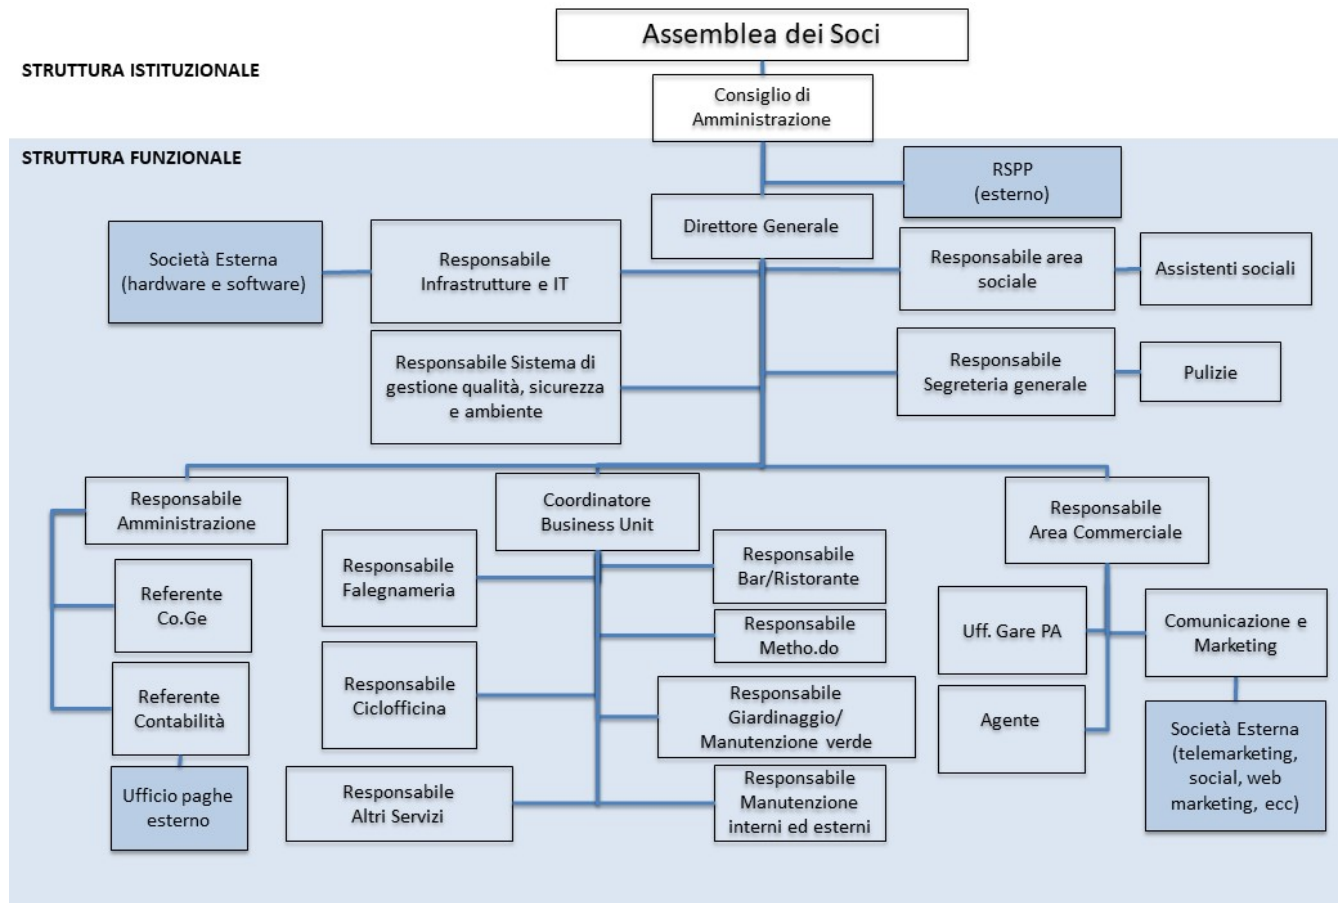 Assemblea dei Soci
STRUTTURA ISTITUZIONALE
Consiglio di
Amministrazione
STRUTTURA FUNZIONALE
RSPP
(esterno)
Direttore Generale
Società Esterna
(hardware e software)
Responsabile
Infrastrutture e IT
Responsabile area
sociale
Assistenti sociali
Responsabile Sistema di
gestione qualità, sicurezza
e ambiente
Responsabile
Segreteria generale
Pulizie
Responsabile
Amministrazione
Coordinatore
Business Unit
Responsabile
Area Commerciale
Referente
Co.Ge
Referente
Contabilità
Ufficio paghe
esterno
Responsabile
Falegnameria
Responsabile
Bar/Ristorante
Responsabile
Metho.do
Responsabile
Ciclofficina
Responsabile
Giardinaggio/
Manutenzione verde
Responsabile
Altri Servizi
Responsabile
Manutenzione
interni ed esterni
Uff. Gare PA
Comunicazione e
Marketing
Agente
Società Esterna
(telemarketing,
social, web
marketing, ecc)